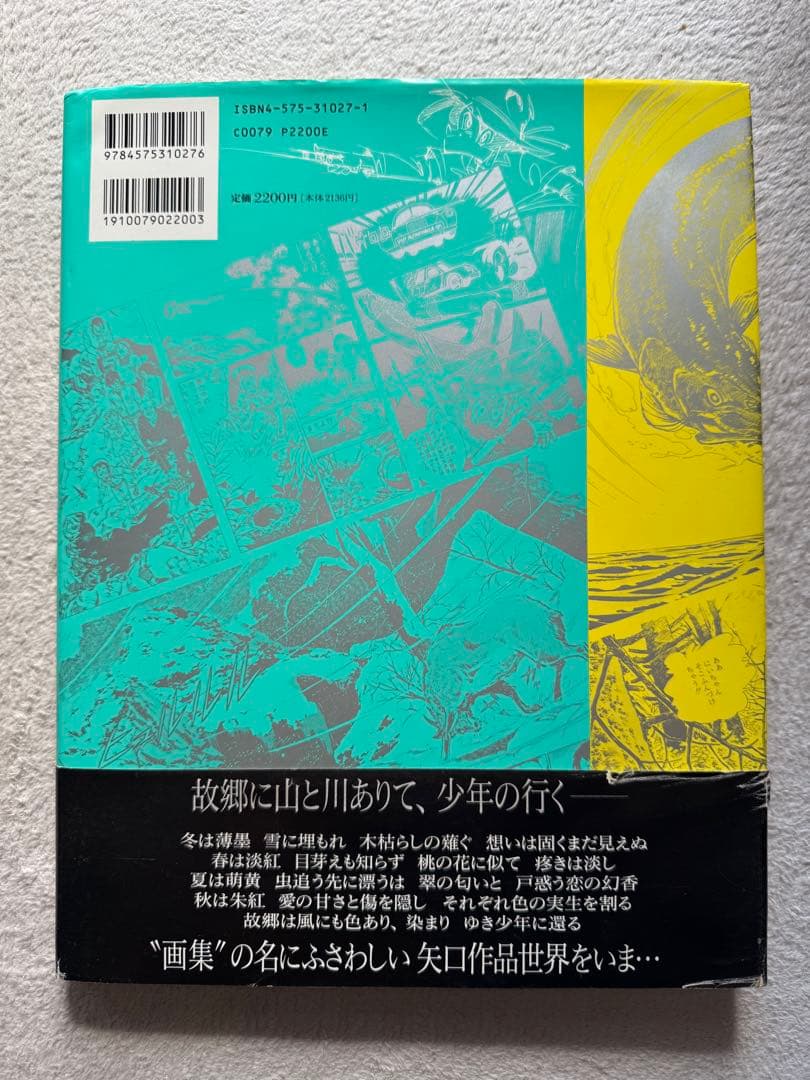 ISBN4-575-31027-1
C0079 P2200E
9784575310276
1910079022003
定価2200円[本体2136円]
故郷に山と川ありて、少年の行く――
冬は薄墨 雪に埋もれ 木枯らしの薙ぐ 想いは固くまだ見えぬ
春は淡紅 目芽えも知らず 桃の花に似て 疼きは淡し
夏は萌黄 虫追う先に漂うは 翠の匂いと 戸惑う恋の幻香
秋は朱紅 愛の甘さと傷を隠し それぞれ色の実生を割る
故郷は風にも色あり、染まり ゆき少年に還る
"画集"の名にふさわしい 矢口作品世界をいま…